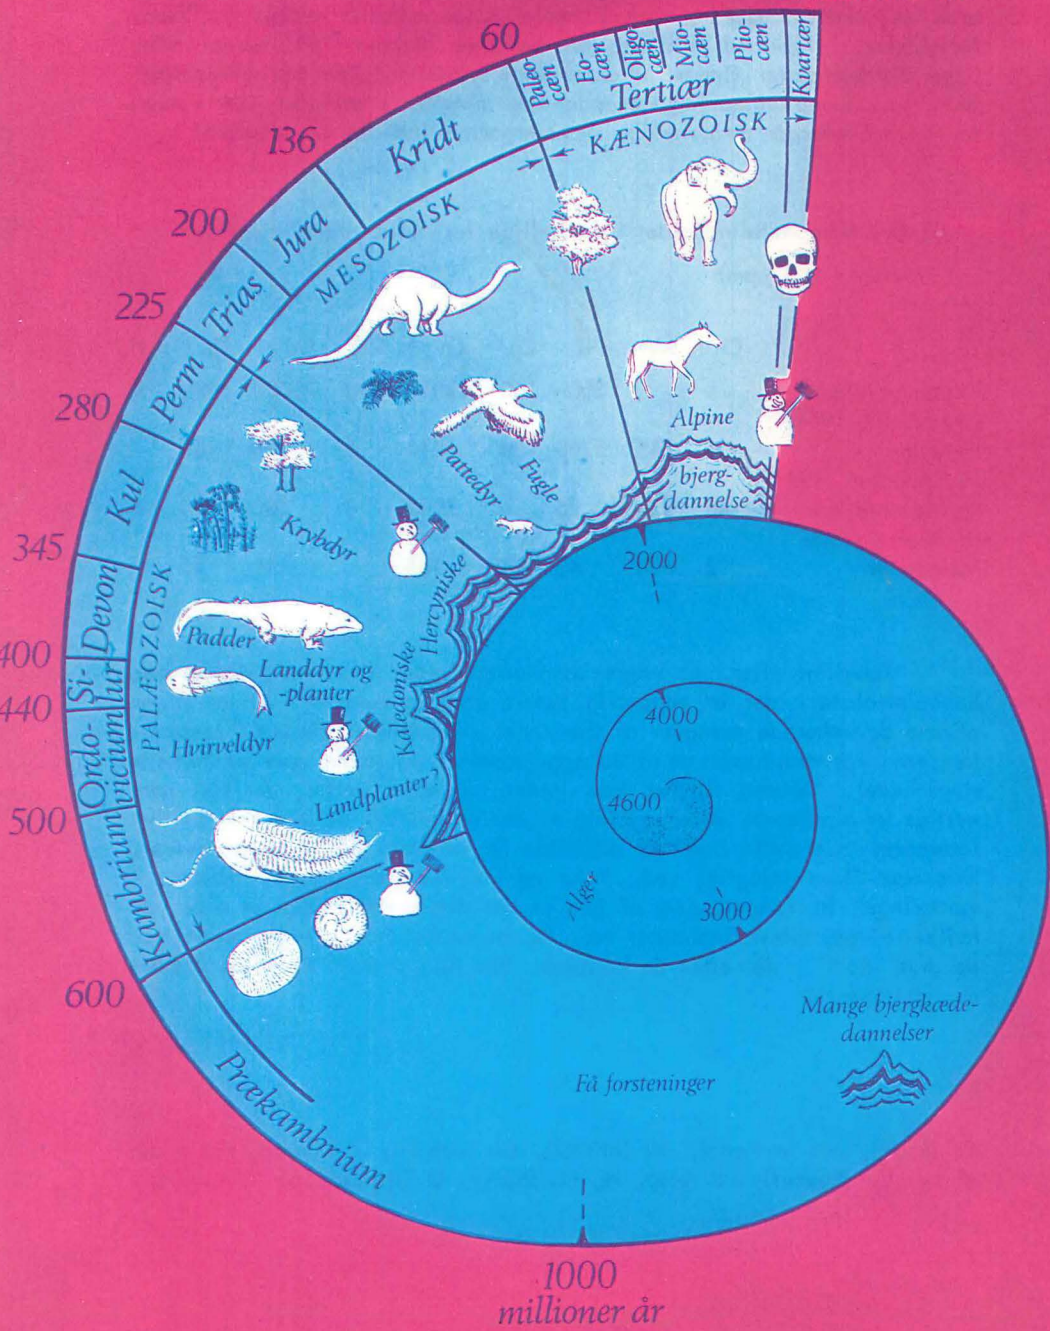 60
Paleo-
cæn
Eo-
cæn
Oligo-
cæn
Mio-
cæn
Plio-
cæn
Kvartær
Tertiær
KÆNOZOISK
136
Kridt
MESOZOISK
200
Jura
225
Trias
280
Perm
Kul
345
Devon
400
Si-
lur
440
Ordo-
vicium
500
Kambrium
600
Prækambrium
PALÆOZOISK
Alpine
bjerg-
dannelse
Pattedyr
Fugle
Krybdyr
Hercyniske
Padder
Landdyr og
-planter
Kaledoniske
Hvirveldyr
Landplanter?
2000
4000
4600
3000
Alger
Mange bjergkæde-
dannelser
Få forsteninger
1000
millioner år